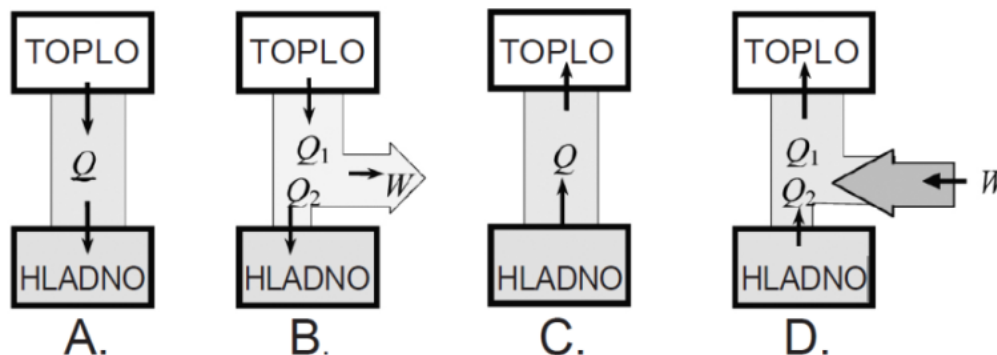 TOPLO TOPLO TOPLO TOPLO
Q Q₁ W Q₂ Q Q₁ Q₂ W
HLADNO HLADNO HLADNO HLADNO
A. B. C. D.